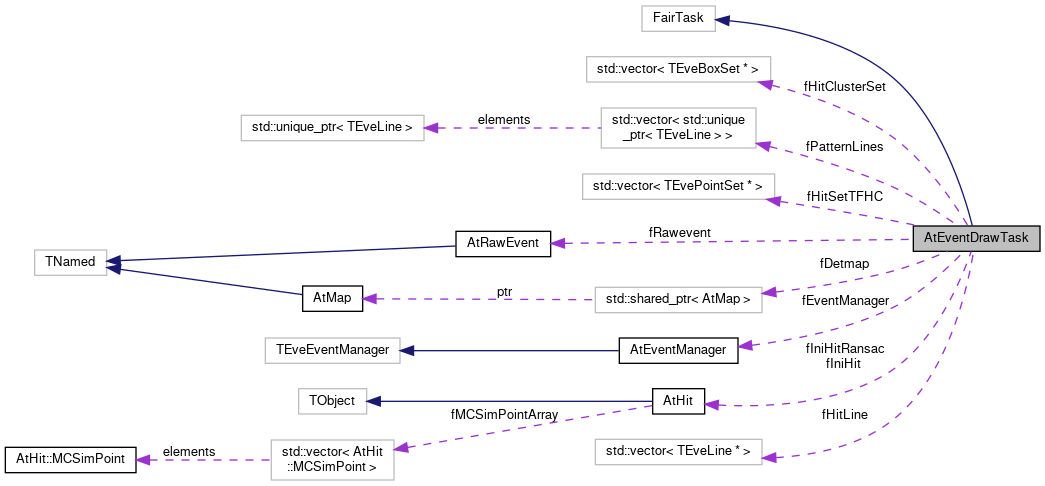 FairTask
std::vector< TEveBoxSet * >
fHitClusterSet
std::unique_ptr< TEveLine >
elements
std::vector< std::unique
_ptr< TEveLine > >
fPatternLines
std::vector< TEvePointSet * >
fHitSetTFHC
TNamed
AtRawEvent
fRawevent
AtEventDrawTask
AtMap
ptr
std::shared_ptr< AtMap >
fDetmap
fEventManager
TEveEventManager
AtEventManager
fIniHitRansac
fIniHit
TObject
AtHit
fMCSimPointArray
fHitLine
AtHit::MCSimPoint
elements
std::vector< AtHit
::MCSimPoint >
std::vector< TEveLine * >